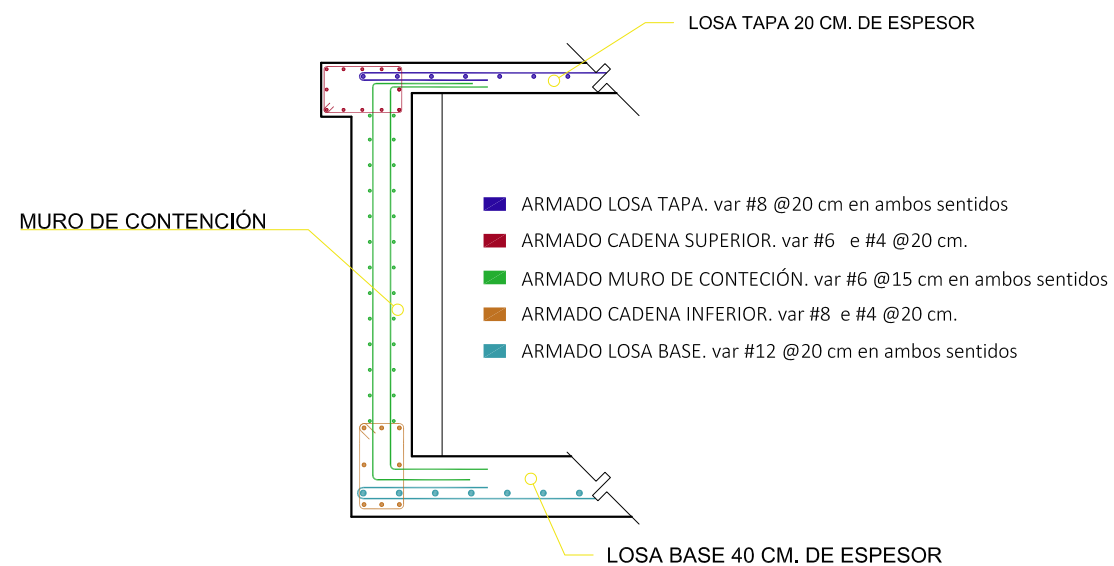 LOSA TAPA 20 CM. DE ESPESOR
MURO DE CONTENCIÓN
ARMADO LOSA TAPA. var #8 @20 cm en ambos sentidos
ARMADO CADENA SUPERIOR. var #6 e #4 @20 cm.
ARMADO MURO DE CONTECIÓN. var #6 @15 cm en ambos sentidos
ARMADO CADENA INFERIOR. var #8 e #4 @20 cm.
ARMADO LOSA BASE. var #12 @20 cm en ambos sentidos
LOSA BASE 40 CM. DE ESPESOR